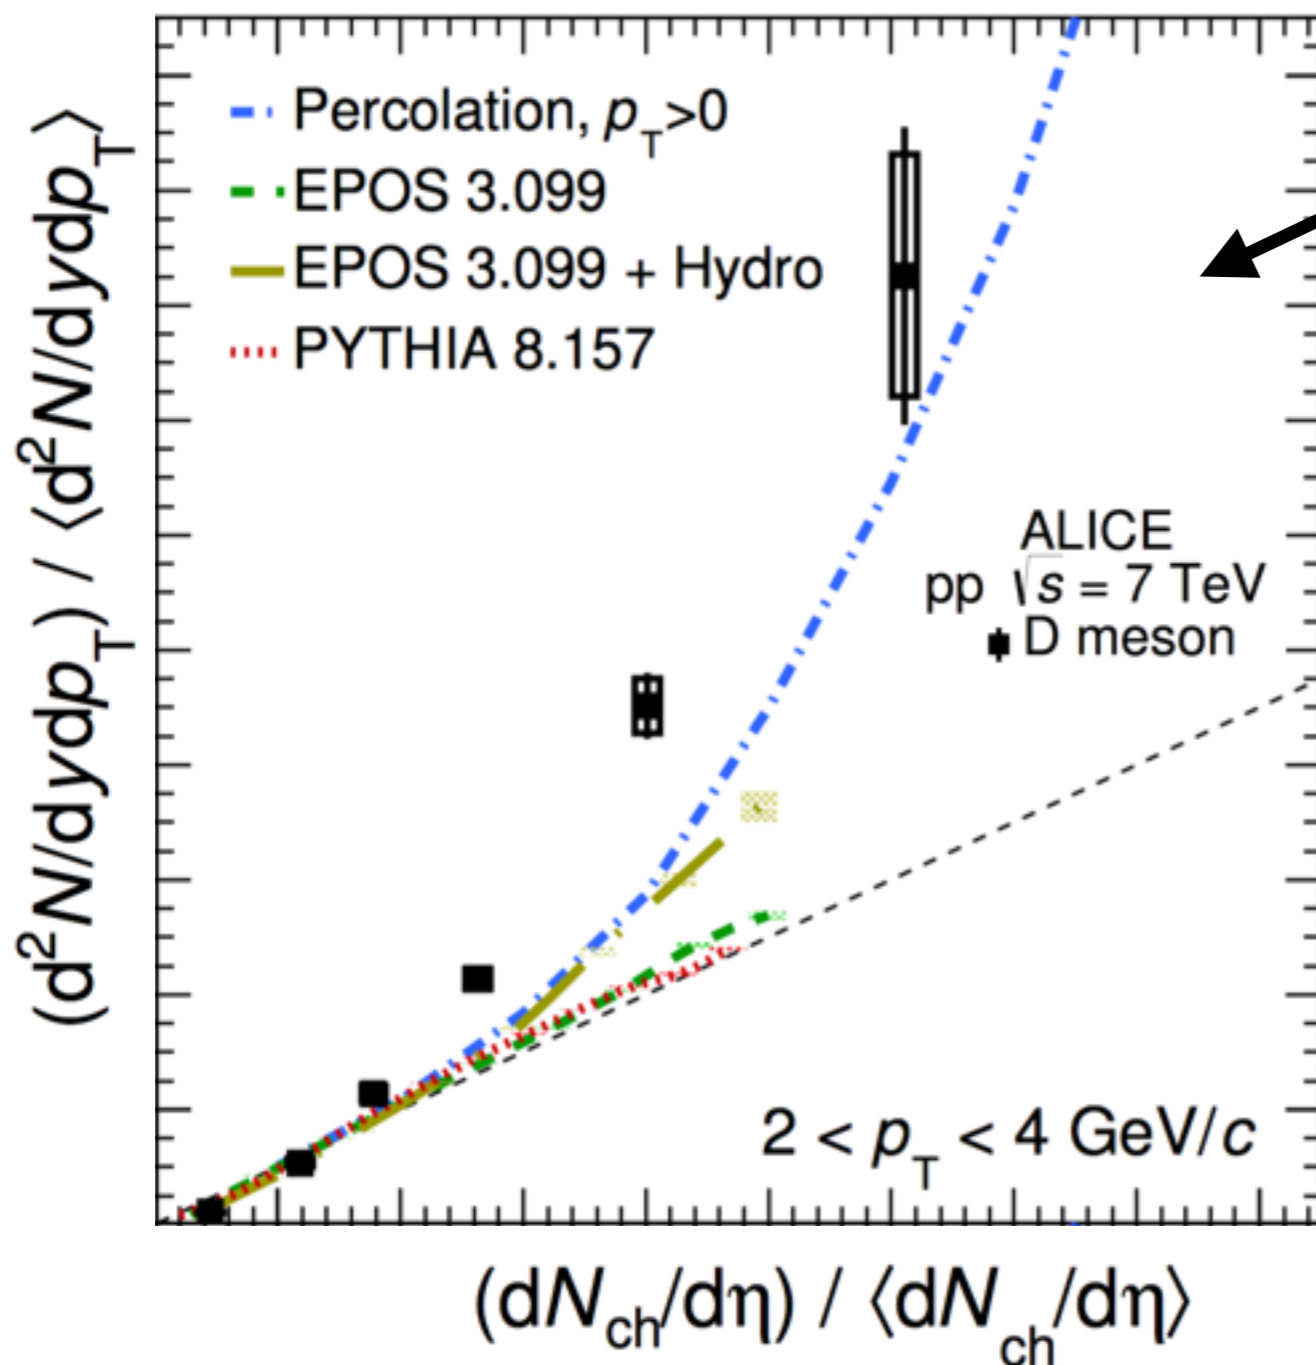 Percolation, p_T>0
EPOS 3.099
EPOS 3.099 + Hydro
PYTHIA 8.157
(d²N/dydp_T) / ⟨d²N/dydp_T⟩
ALICE
pp √s = 7 TeV
D meson
2 < p_T < 4 GeV/c
(dN_ch/dη) / ⟨dN_ch/dη⟩